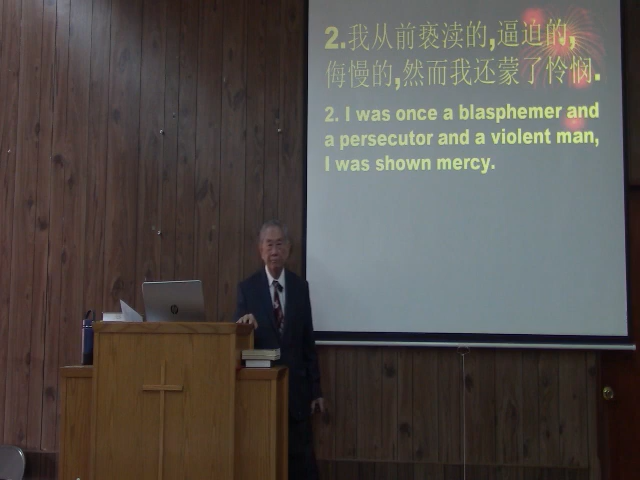 2.我从前亵渎的,逼迫的,
侮慢的,然而我还蒙了怜悯.
2. I was once a blasphemer and
a persecutor and a violent man,
I was shown mercy.